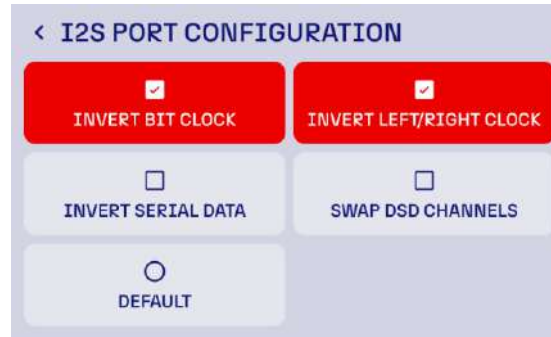 < I2S PORT CONFIGURATION
INVERT BIT CLOCK
INVERT LEFT/RIGHT CLOCK
INVERT SERIAL DATA
SWAP DSD CHANNELS
DEFAULT